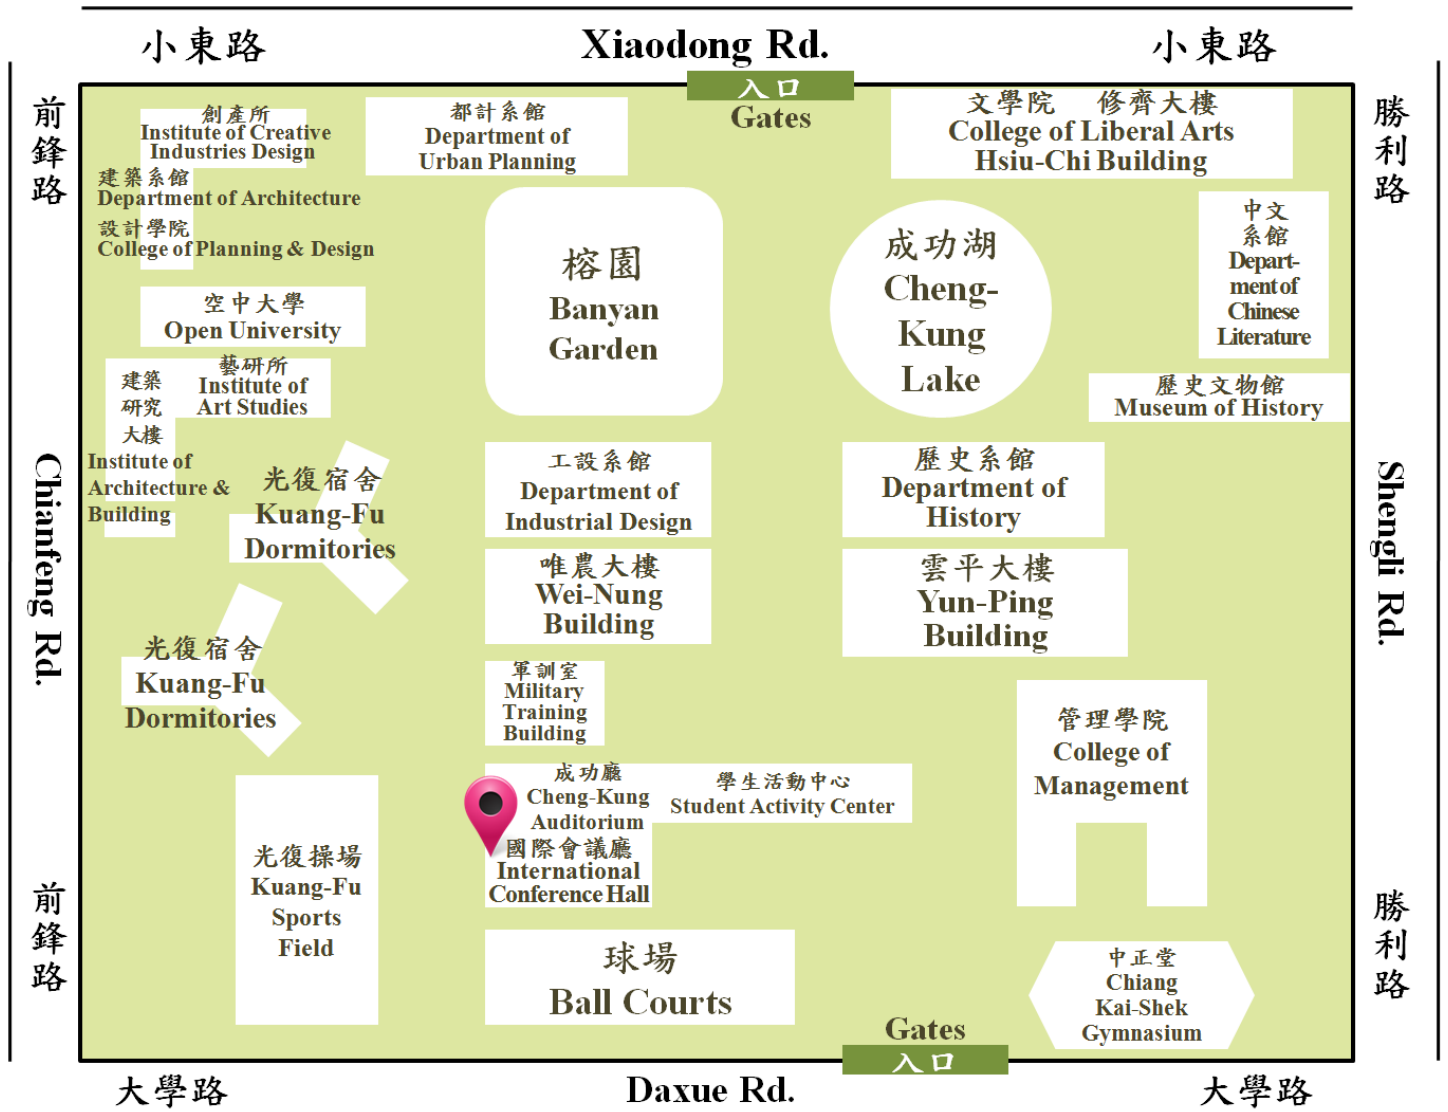 小東路
Xiaodong Rd.
小東路
入口
Gates
前鋒路
勝利路
創產所
Institute of Creative
Industries Design
都計系館
Department of
Urban Planning
文學院 修齊大樓
College of Liberal Arts
Hsiu-Chi Building
建築系館
Department of Architecture
設計學院
College of Planning & Design
榕園
Banyan
Garden
成功湖
Cheng-
Kung
Lake
中文
系館
Depart-
ment of
Chinese
Literature
空中大學
Open University
藝研所
Institute of
Art Studies
建築
研究
大樓
Institute of
Architecture &
Building
歷史文物館
Museum of History
Chianfeng Rd.
Shengli Rd.
光復宿舍
Kuang-Fu
Dormitories
工設系館
Department of
Industrial Design
歷史系館
Department of
History
唯農大樓
Wei-Nung
Building
雲平大樓
Yun-Ping
Building
光復宿舍
Kuang-Fu
Dormitories
軍訓室
Military
Training
Building
管理學院
College of
Management
成功廳
Cheng-Kung
Auditorium
學生活動中心
Student Activity Center
國際會議廳
International
Conference Hall
光復操場
Kuang-Fu
Sports
Field
前鋒路
勝利路
球場
Ball Courts
中正堂
Chiang
Kai-Shek
Gymnasium
Gates
入口
大學路
Daxue Rd.
大學路